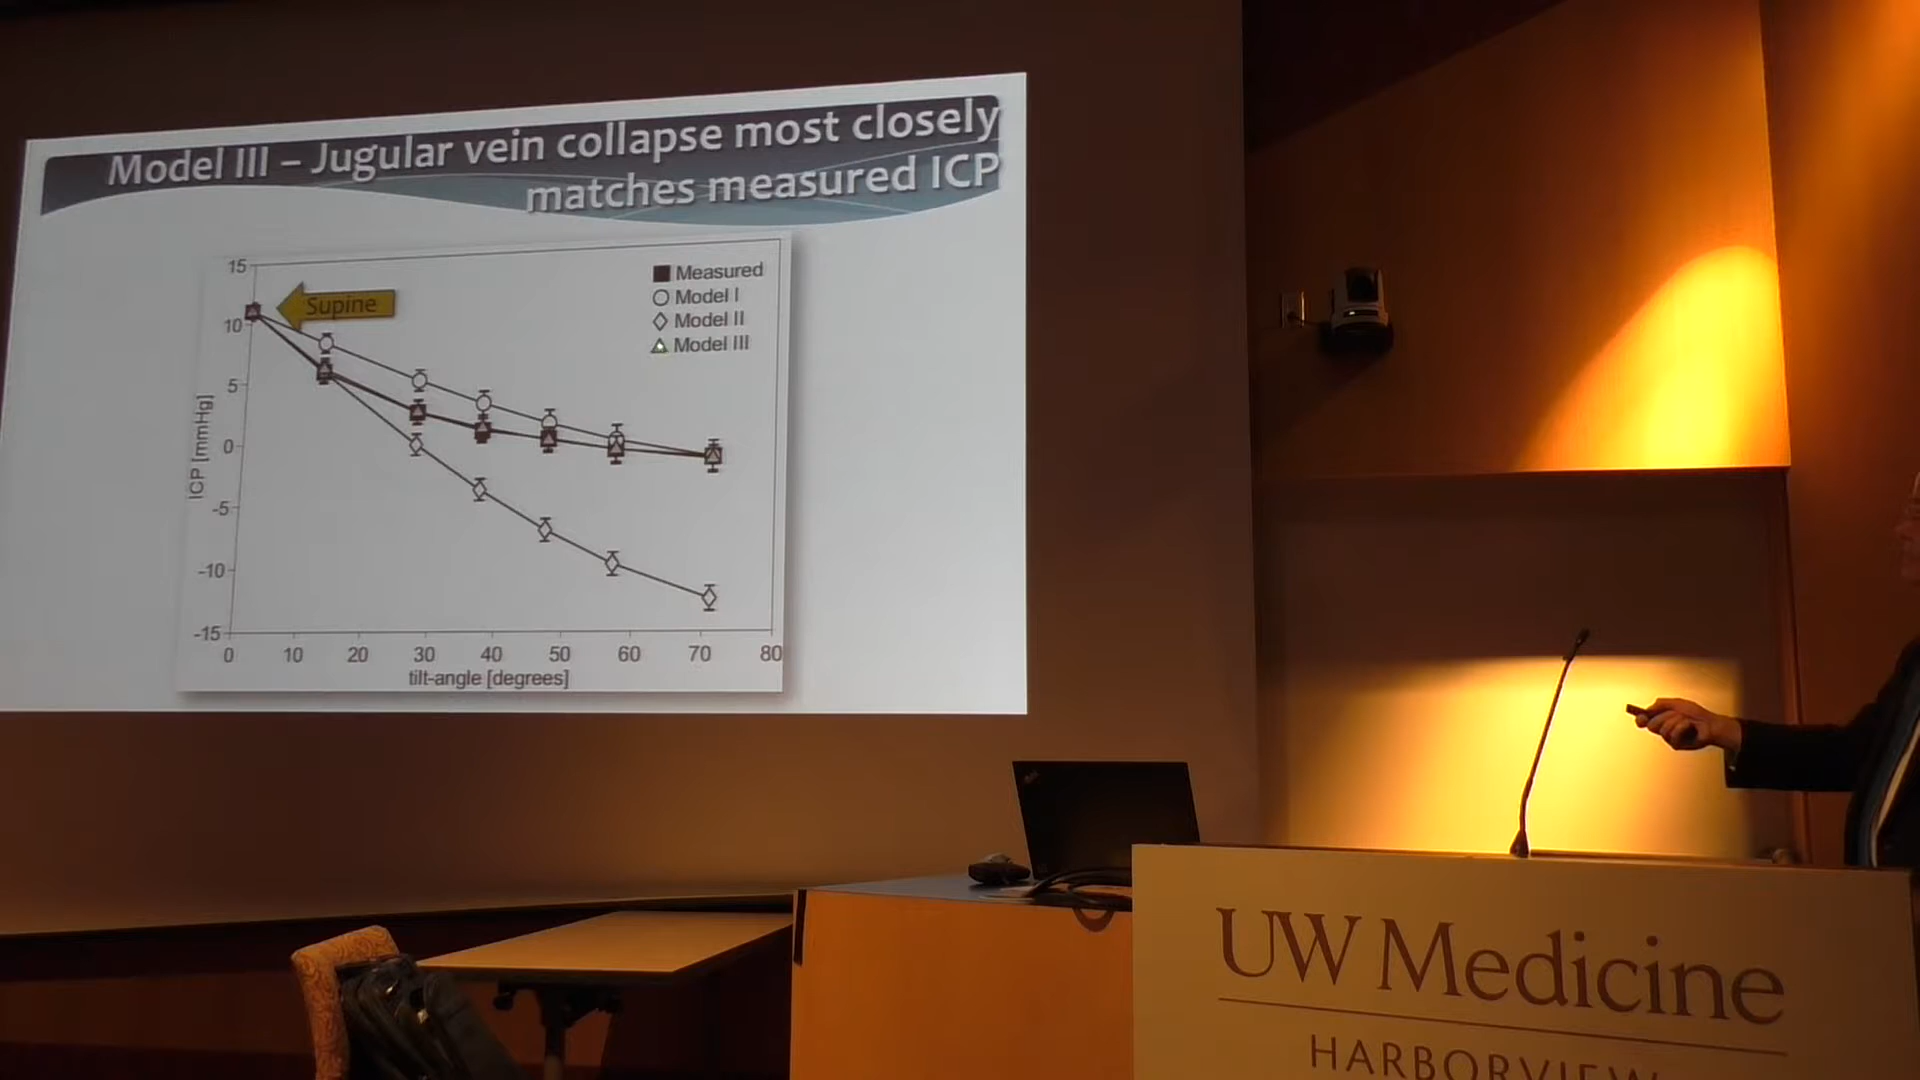 Model III – Jugular vein collapse most closely
matches measured ICP
15
10
5
0
-5
-10
-15
ICP [mmHg]
Supine
Measured
Model I
Model II
Model III
0 10 20 30 40 50 60 70 80
tilt-angle [degrees]
UW Medicine
HARBORVIEW